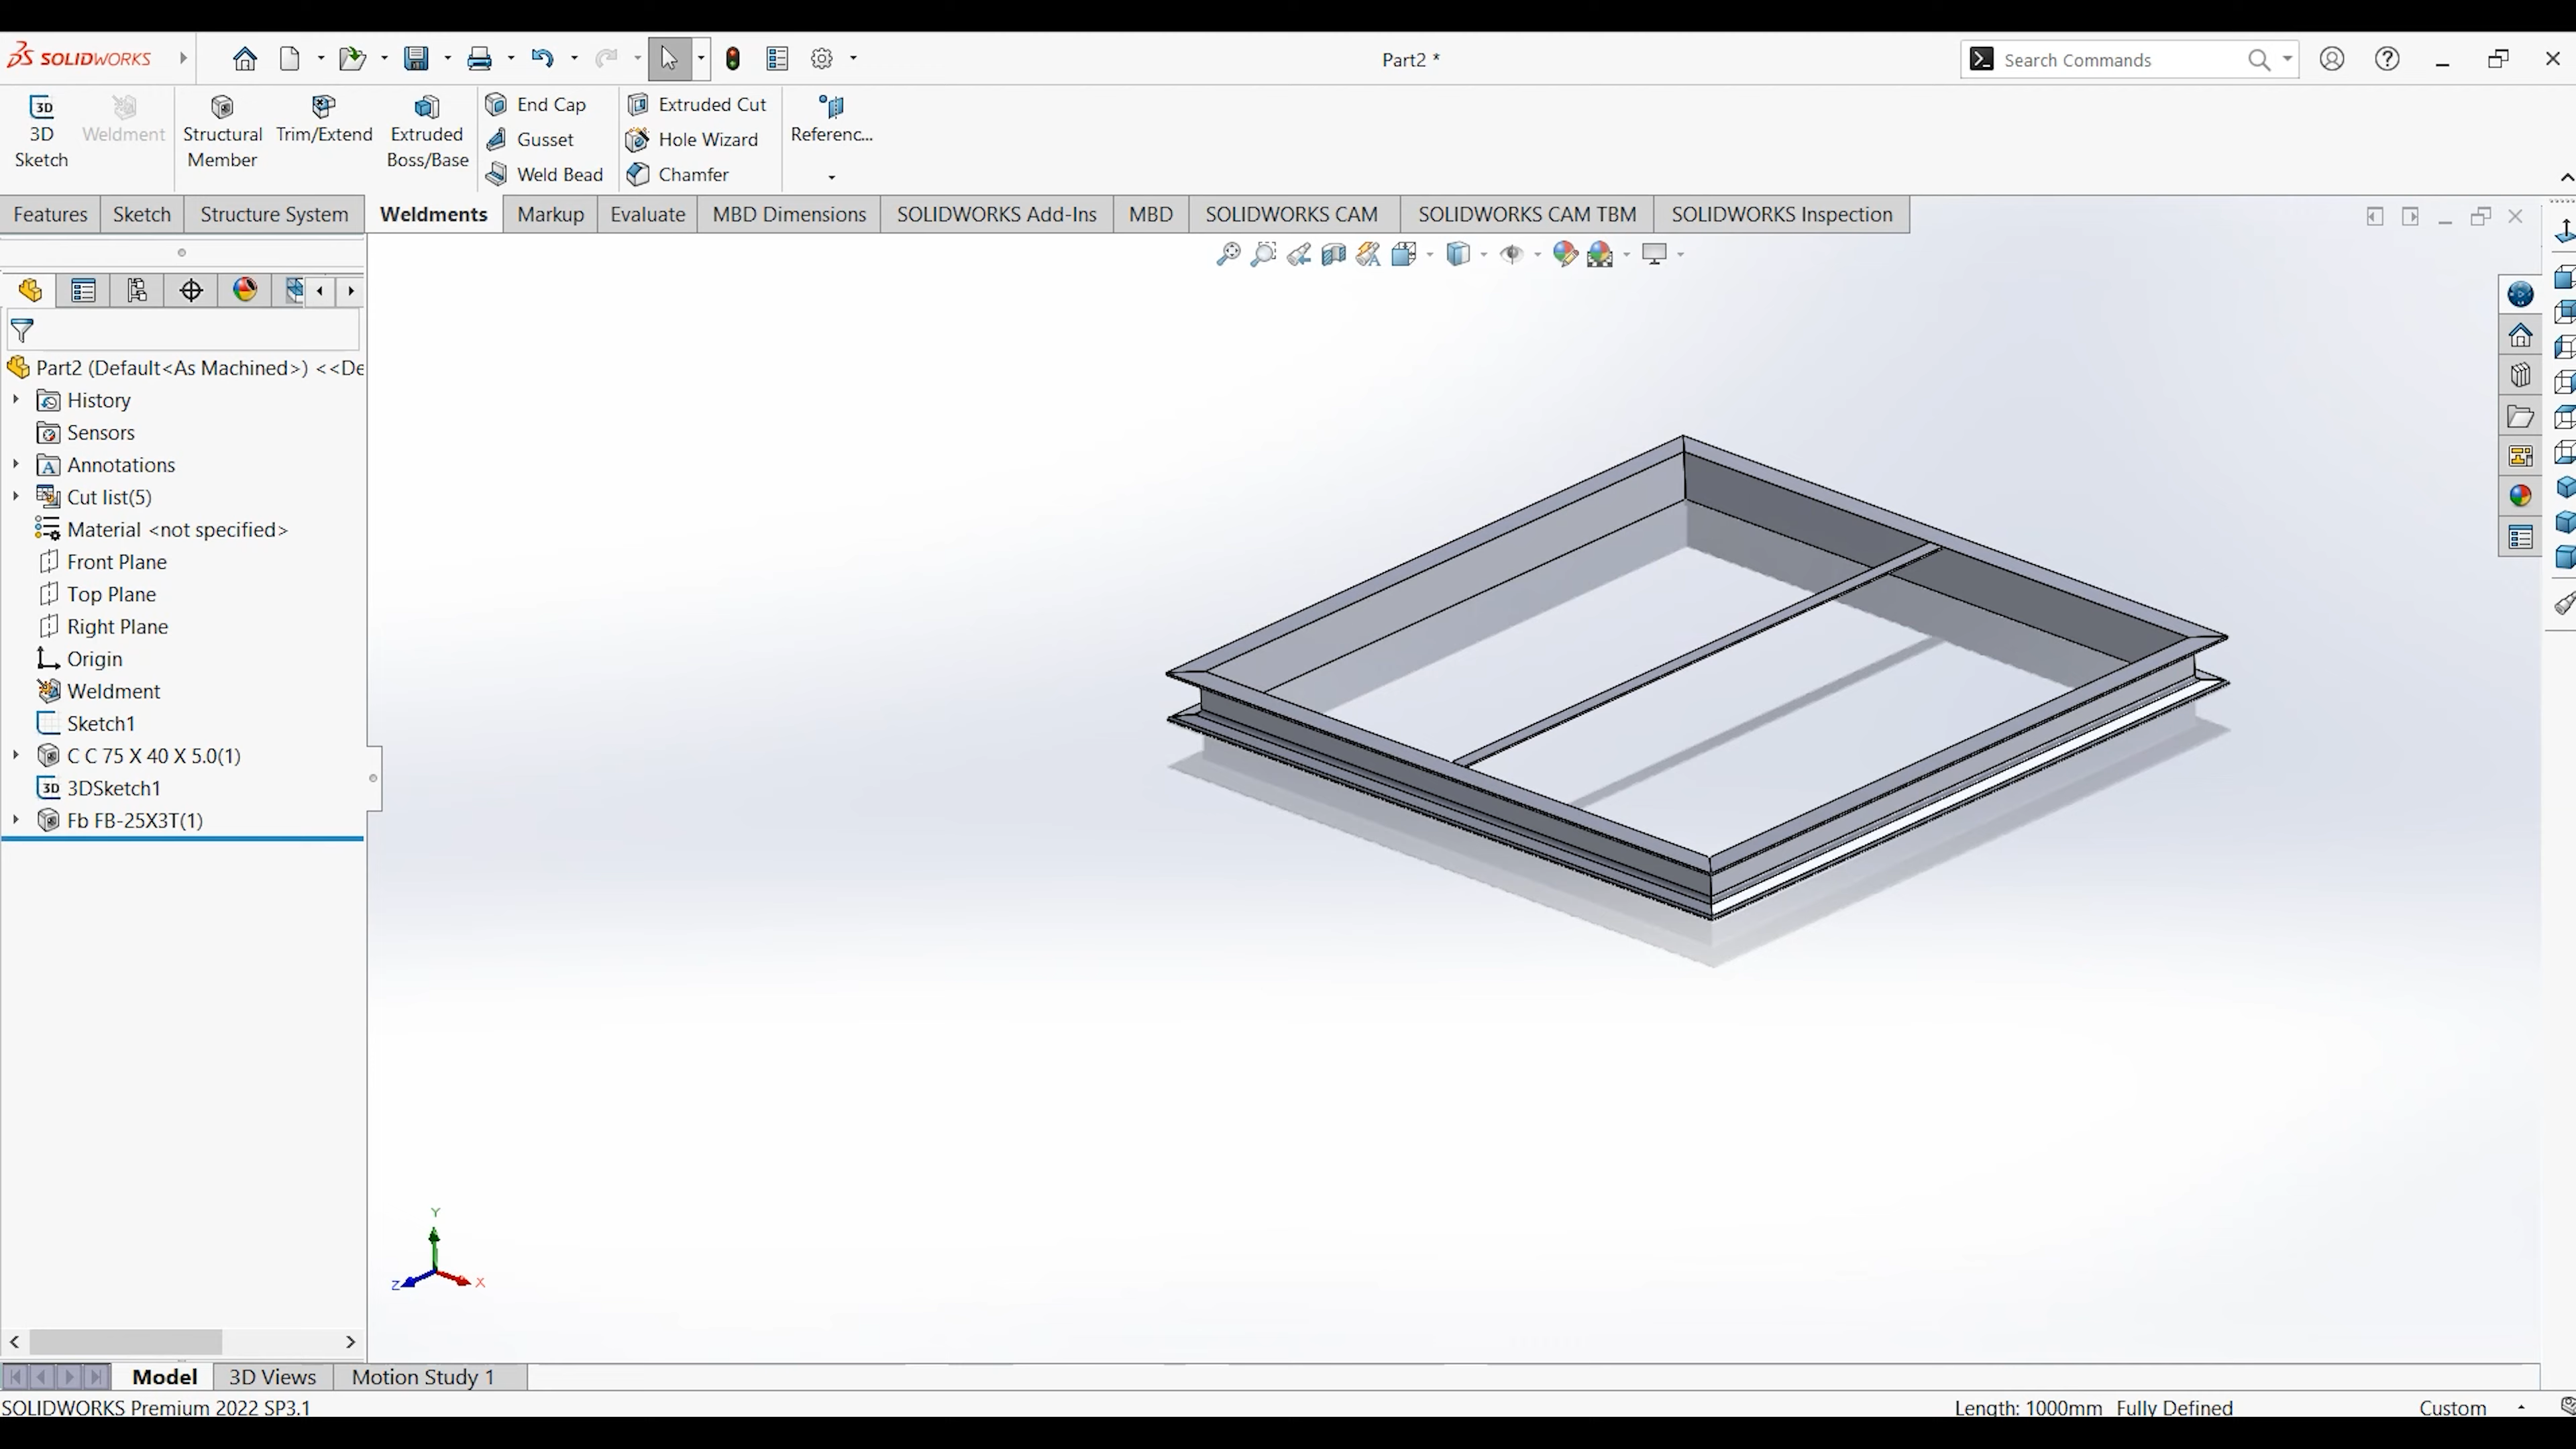 SOLIDWORKS
Part2 *
Search Commands
3D Sketch
Weldment
Structural Member
Trim/Extend
Extruded Boss/Base
End Cap
Gusset
Weld Bead
Extruded Cut
Hole Wizard
Chamfer
Referenc...
Features
Sketch
Structure System
Weldments
Markup
Evaluate
MBD Dimensions
SOLIDWORKS Add-Ins
MBD
SOLIDWORKS CAM
SOLIDWORKS CAM TBM
SOLIDWORKS Inspection
Part2 (Default<As Machined>) <<De
History
Sensors
Annotations
Cut list(5)
Material <not specified>
Front Plane
Top Plane
Right Plane
Origin
Weldment
Sketch1
C C 75 X 40 X 5.0(1)
3DSketch1
Fb FB-25X3T(1)
Y
Z
X
Model
3D Views
Motion Study 1
SOLIDWORKS Premium 2022 SP3.1
Length: 1000mm
Fully Defined
Custom